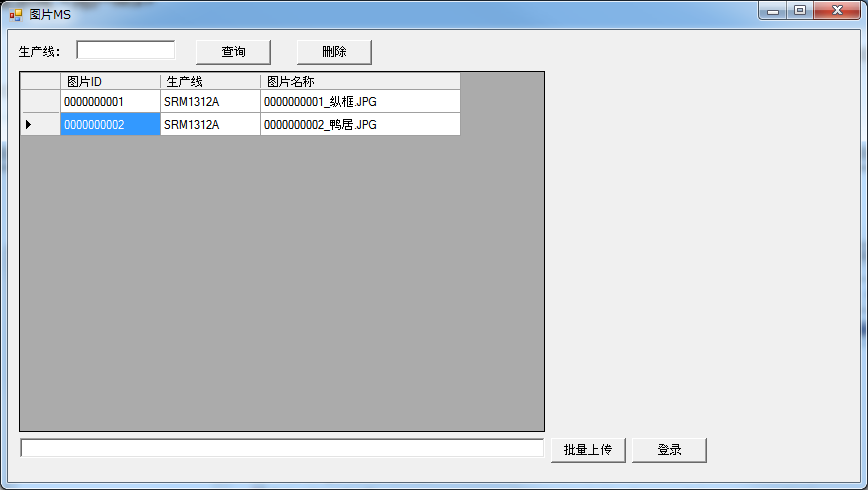 图片MS
生产线： 查询 删除
图片ID 生产线 图片名称
0000000001 SRM1312A 0000000001_纵框.JPG
0000000002 SRM1312A 0000000002_鸭居.JPG
批量上传 登录